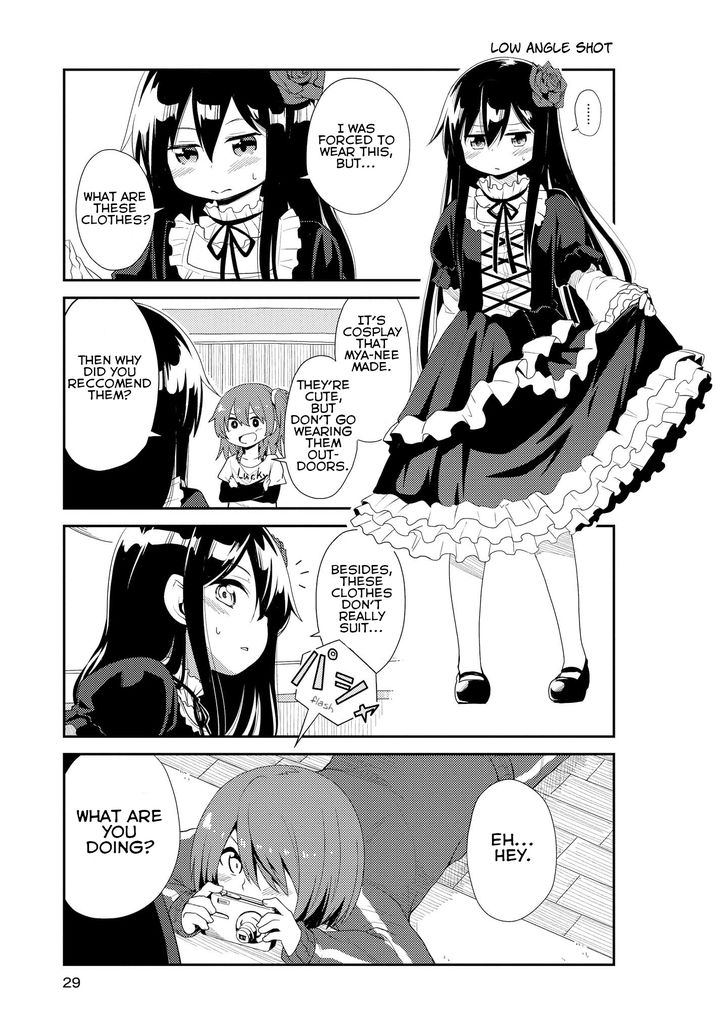 LOW ANGLE SHOT
I WAS
FORCED TO
WEAR THIS,
BUT...
WHAT ARE
THESE
CLOTHES?
......
IT'S
COSPLAY
THAT
MYA-NEE
MADE.
THEY'RE
CUTE,
BUT
DON'T GO
WEARING
THEM
OUT-
DOORS.
Lucky
THEN WHY
DID YOU
RECCOMEND
THEM?
BESIDES,
THESE
CLOTHES
DON'T
REALLY
SUIT...
パシャ
flash
EH...
HEY.
WHAT ARE
YOU
DOING?
29